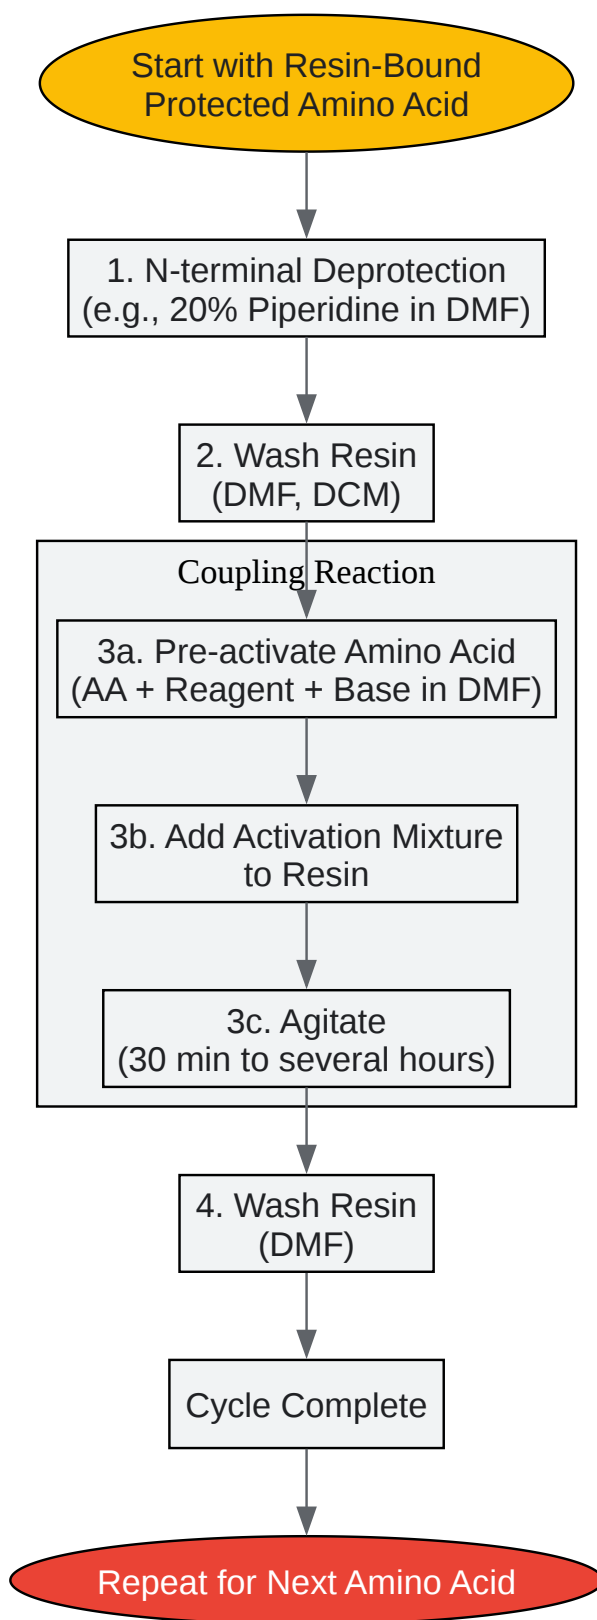 Start with Resin-Bound
Protected Amino Acid
1. N-terminal Deprotection
(e.g., 20% Piperidine in DMF)
2. Wash Resin
(DMF, DCM)
Coupling Reaction
3a. Pre-activate Amino Acid
(AA + Reagent + Base in DMF)
3b. Add Activation Mixture
to Resin
3c. Agitate
(30 min to several hours)
4. Wash Resin
(DMF)
Cycle Complete
Repeat for Next Amino Acid